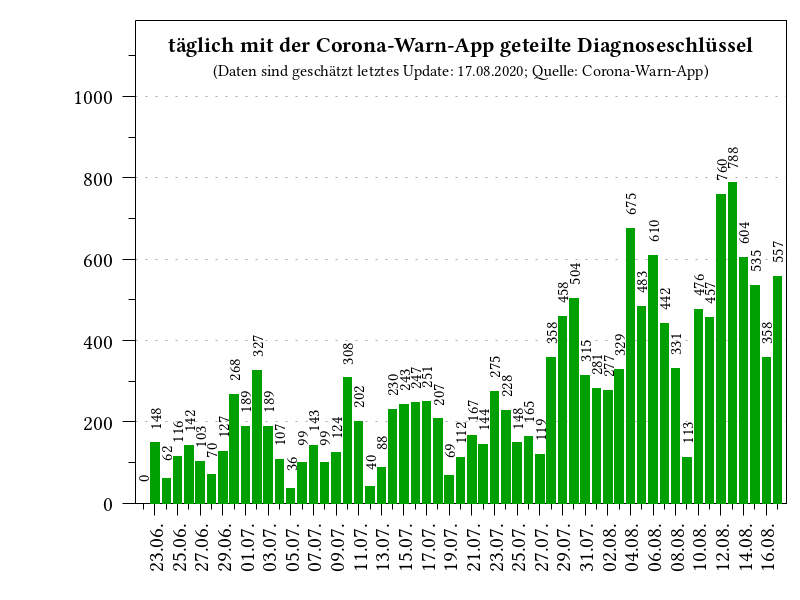 täglich mit der Corona-Warn-App geteilte Diagnoseschlüssel
(Daten sind geschätzt letztes Update: 17.08.2020; Quelle: Corona-Warn-App)
1000
800
600
400
200
0
0 148 62 116 142 103 70 127 268 189 327 189 107 36 99 143 99 124 308 202 40 88 230 243 247 251 207 69 112 167 144 275 228 148 165 119 358 458 504 315 281 277 329 675 483 610 442 331 113 476 457 760 788 604 535 358 557
23.06. 25.06. 27.06. 29.06. 01.07. 03.07. 05.07. 07.07. 09.07. 11.07. 13.07. 15.07. 17.07. 19.07. 21.07. 23.07. 25.07. 27.07. 29.07. 31.07. 02.08. 04.08. 06.08. 08.08. 10.08. 12.08. 14.08. 16.08.